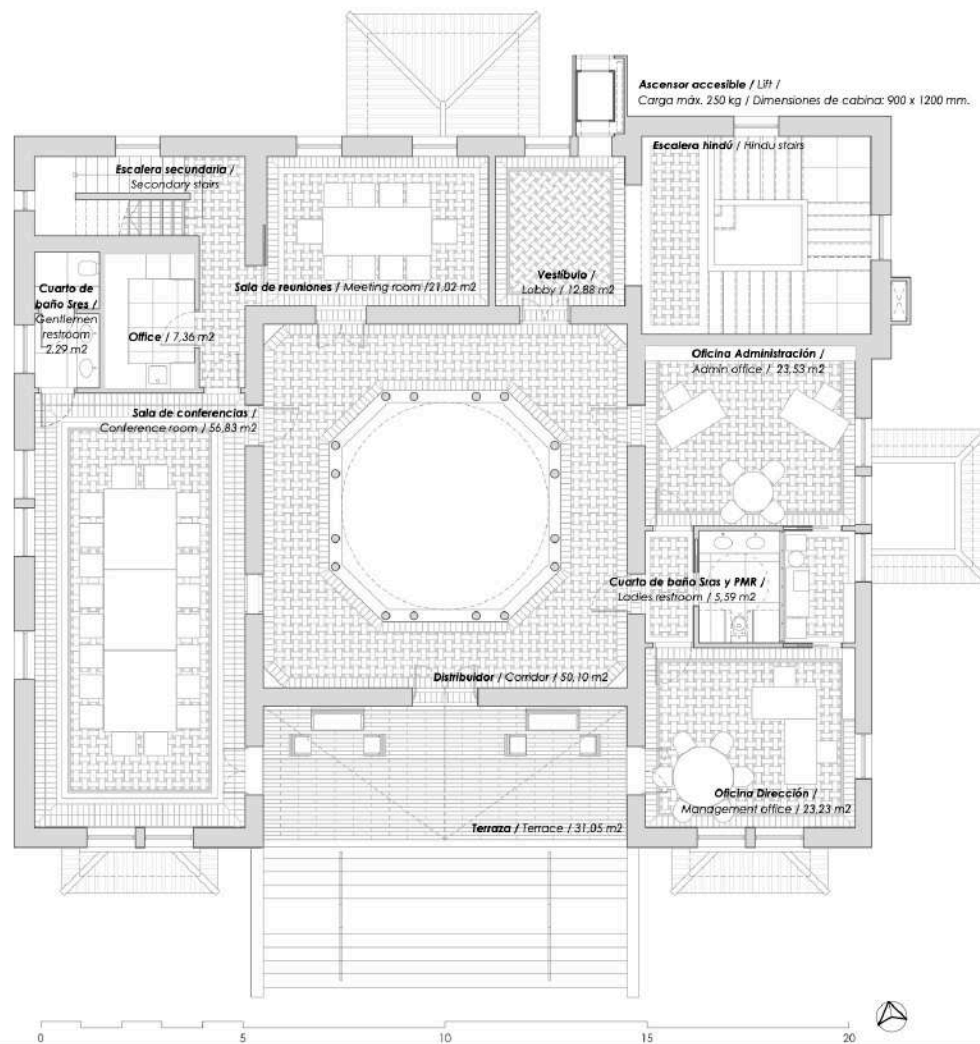 Ascensor accesible / Lift /
Carga máx. 250 kg / Dimensiones de cabina: 900 x 1200 mm.
Escalera secundaria /
Secondary stairs
Escalera hindú / Hindu stairs
Cuarto de
baño Sres /
Gentlemen
restroom
2,29 m2
Office / 7,36 m2
Sala de reuniones / Meeting room /21,02 m2
Vestíbulo /
Lobby / 12,88 m2
Oficina Administración /
Admin office / 23,53 m2
Sala de conferencias /
Conference room / 56,83 m2
Cuarto de baño Sras y PMR /
Ladies restroom / 5,59 m2
Distribuidor / Corridor / 50,10 m2
Oficina Dirección /
Management office / 23,23 m2
Terraza / Terrace / 31,05 m2
0 5 10 15 20